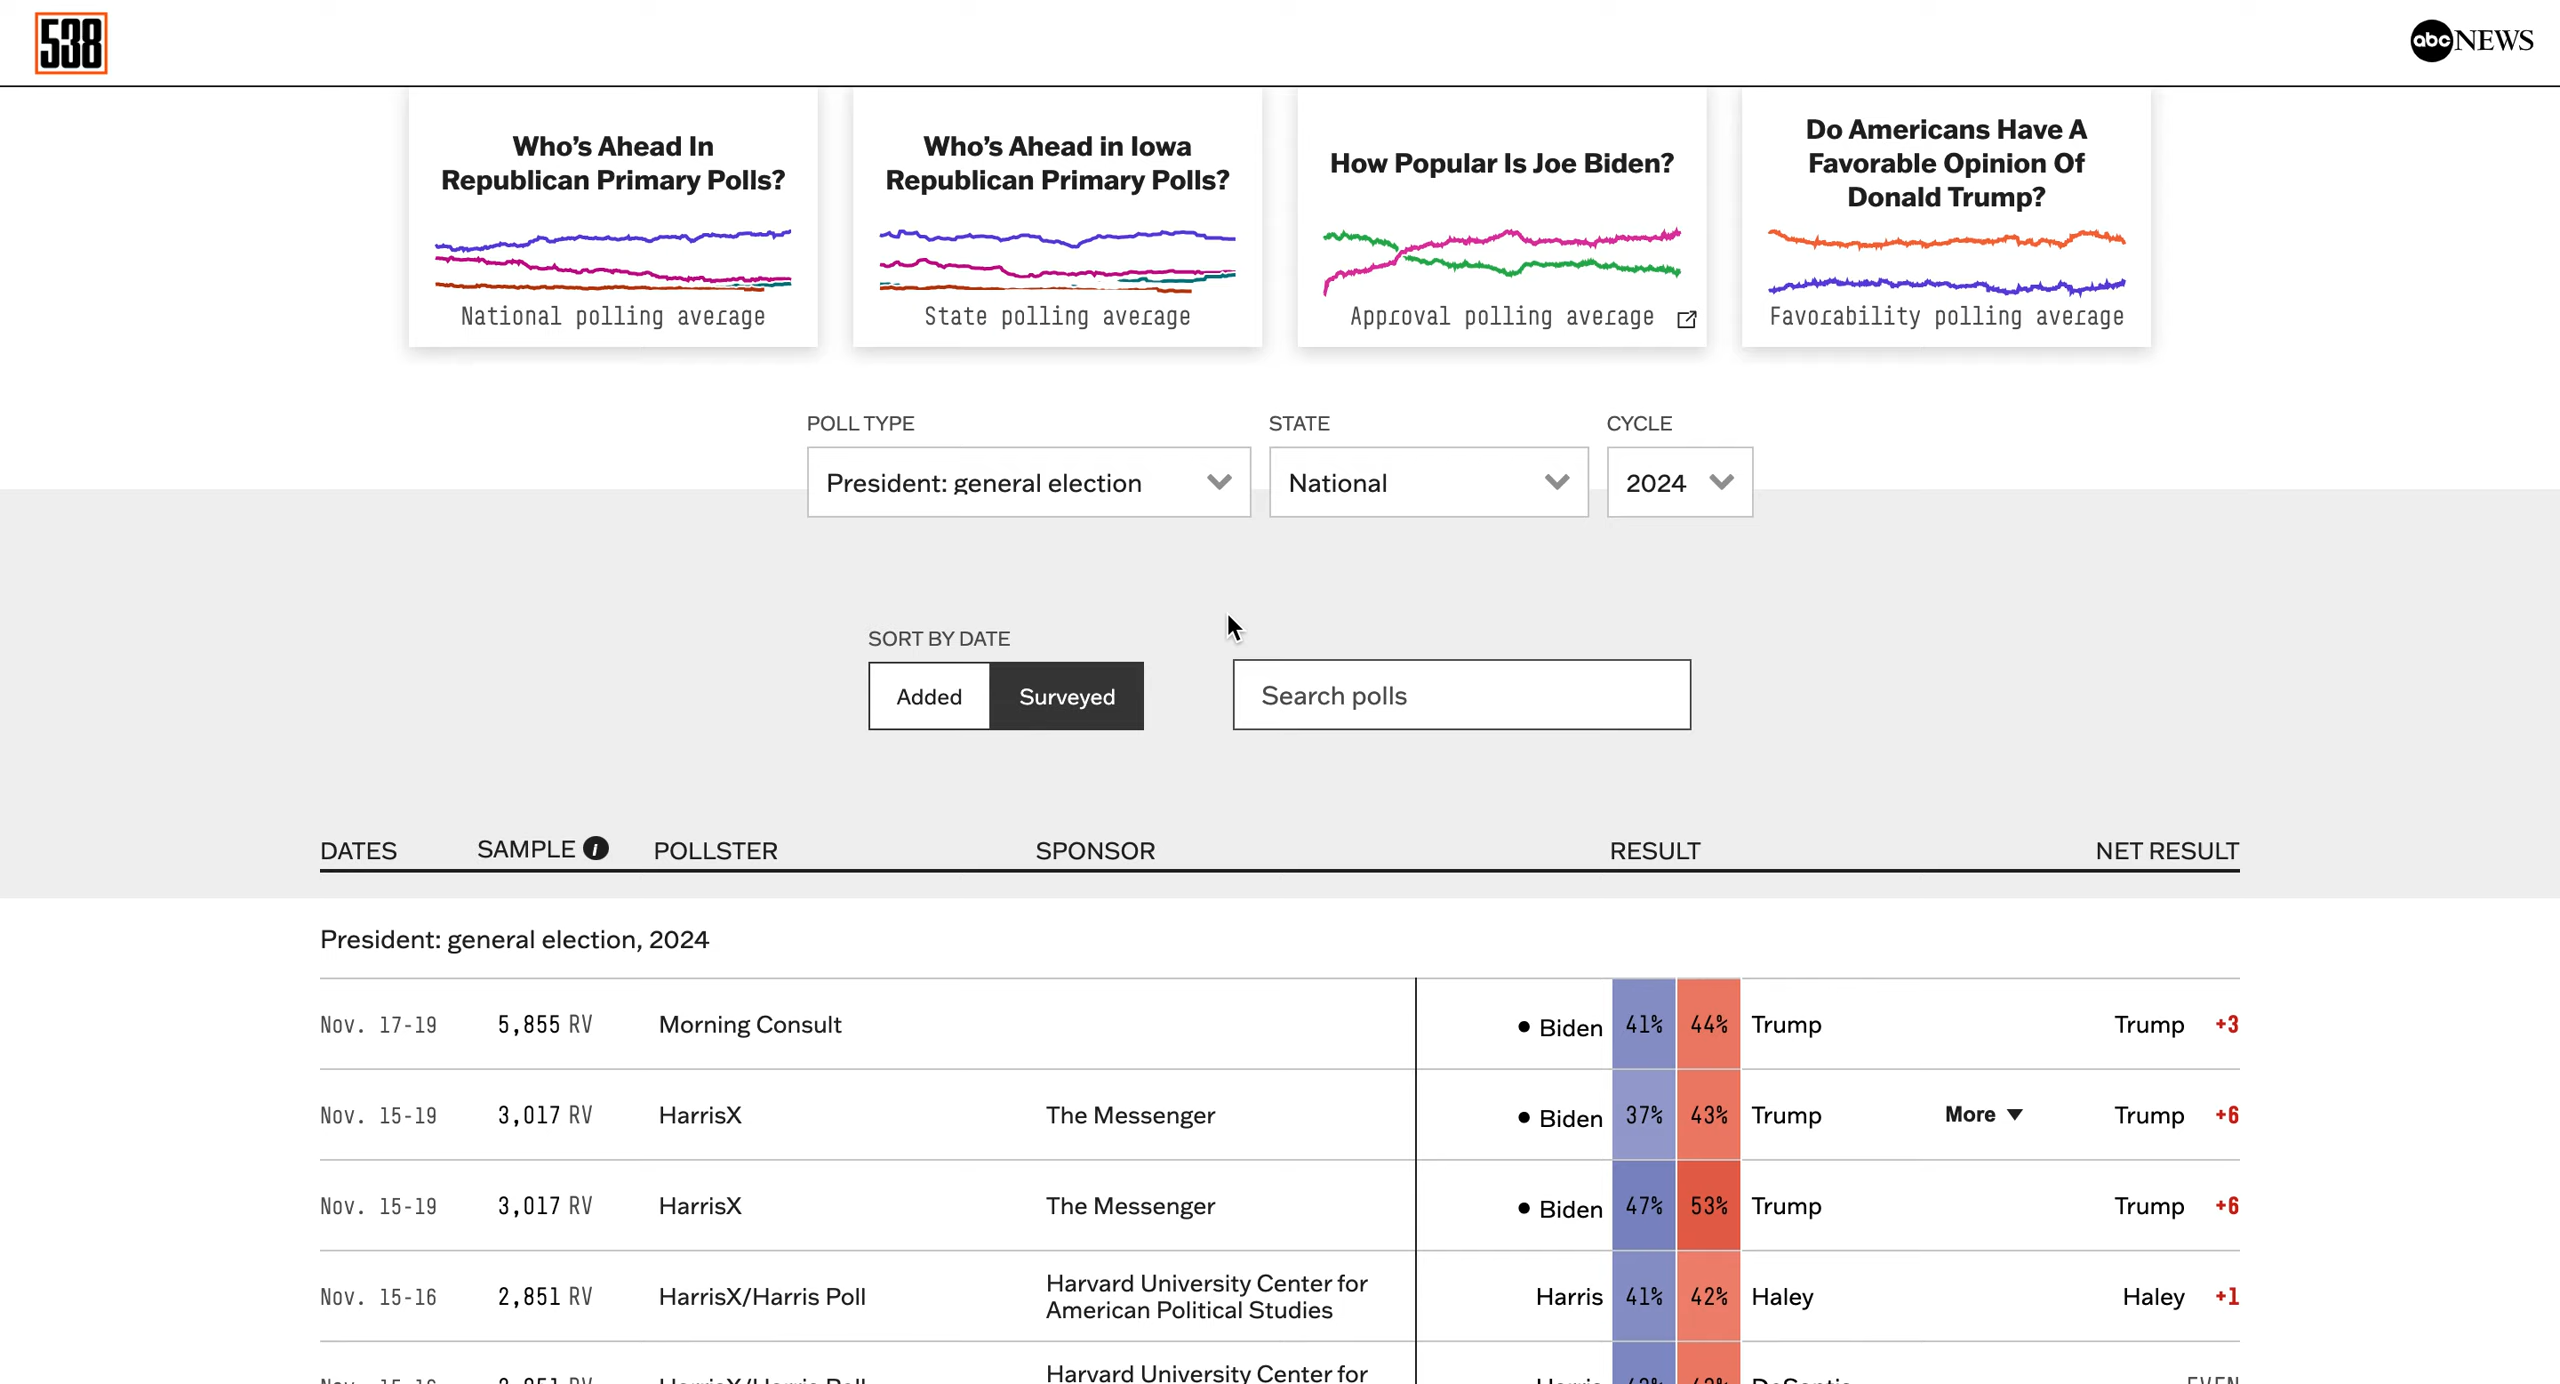 538
abc NEWS
Who's Ahead In
Republican Primary Polls?
National polling average
Who's Ahead in Iowa
Republican Primary Polls?
State polling average
How Popular Is Joe Biden?
Approval polling average
Do Americans Have A
Favorable Opinion Of
Donald Trump?
Favorability polling average
POLL TYPE STATE CYCLE
President: general election National 2024
SORT BY DATE
Added Surveyed Search polls
DATES SAMPLE i POLLSTER SPONSOR RESULT NET RESULT
President: general election, 2024
Nov. 17-19 5,855 RV Morning Consult • Biden 41% 44% Trump Trump +3
Nov. 15-19 3,017 RV HarrisX The Messenger • Biden 37% 43% Trump More ▼ Trump +6
Nov. 15-19 3,017 RV HarrisX The Messenger • Biden 47% 53% Trump Trump +6
Nov. 15-16 2,851 RV HarrisX/Harris Poll Harvard University Center for
American Political Studies Harris 41% 42% Haley Haley +1
Harvard University Center for